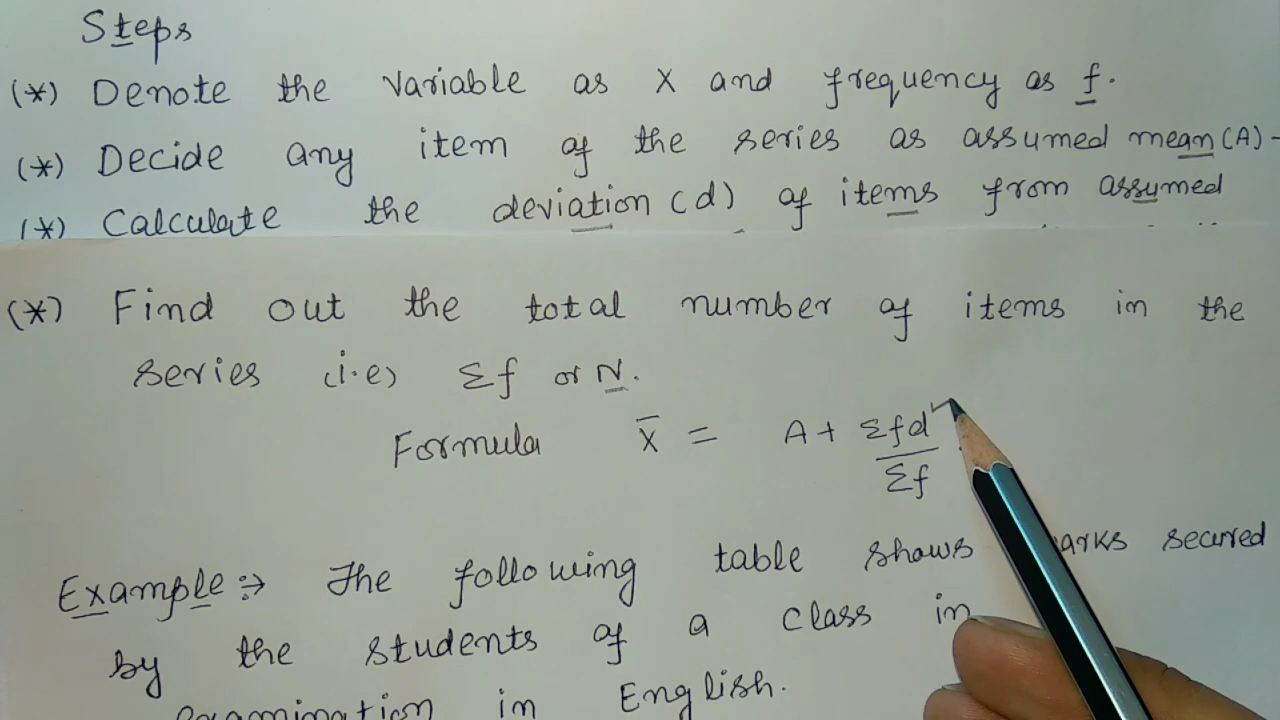 Steps
(*) Denote the variable as X and frequency as f.
(*) Decide any item of the series as assumed mean (A) -
(*) Calculate the deviation (d) of items from assumed
(*) Find out the total number of items in the
series (i.e) Σf or N.
Formula X̄ = A + Σfd / Σf
Example:→ The following table shows marks secured
by the students of a class in
examination in English.